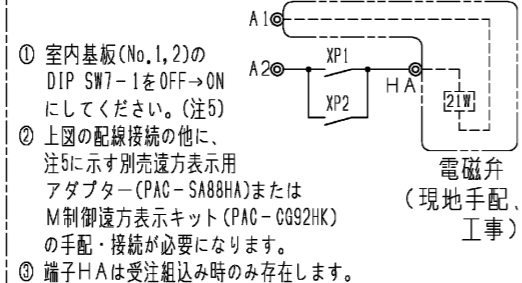 A1
A2
XP1
XP2
HA
21W
電磁弁
(現地手配、
工事)
① 室内基板(No.1,2)の
DIP SW7-1をOFF→ON
にしてください。(注5)
② 上図の配線接続の他に、
注5に示す別売遠方表示用
アダプター(PAC-SA88HA)または
M制御遠方表示キット(PAC-CG92HK)
の手配・接続が必要になります。
③ 端子HAは受注組込み時のみ存在します。